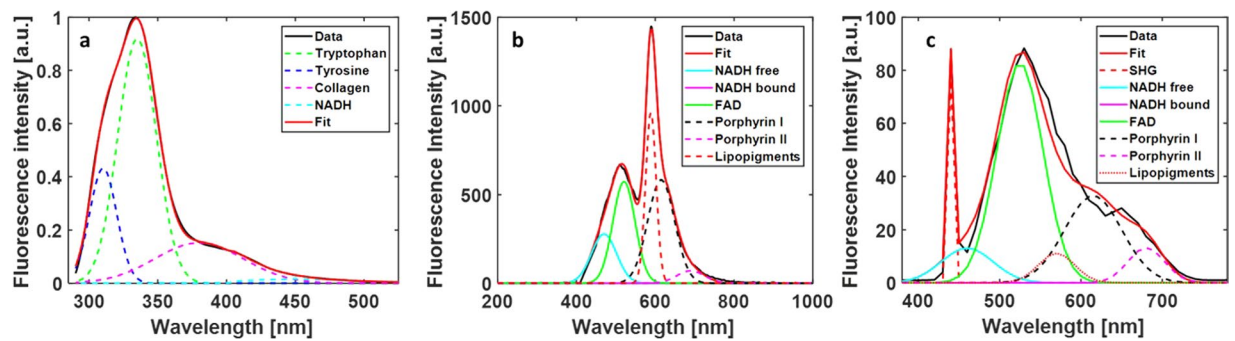 a
Fluorescence intensity [a.u.]
1
0.8
0.6
0.4
0.2
0
300
350
400
450
500
Wavelength [nm]
Data
Tryptophan
Tyrosine
Collagen
NADH
Fit
b
Fluorescence Intensity [a.u.]
1500
1000
500
0
200
400
600
800
1000
Wavelength [nm]
Data
Fit
NADH free
NADH bound
FAD
Porphyrin I
Porphyrin II
Lipopigments
c
Fluorescence Intensity [a.u.]
100
80
60
40
20
0
400
500
600
700
Wavelength [nm]
Data
Fit
SHG
NADH free
NADH bound
FAD
Porphyrin I
Porphyrin II
Lipopigments